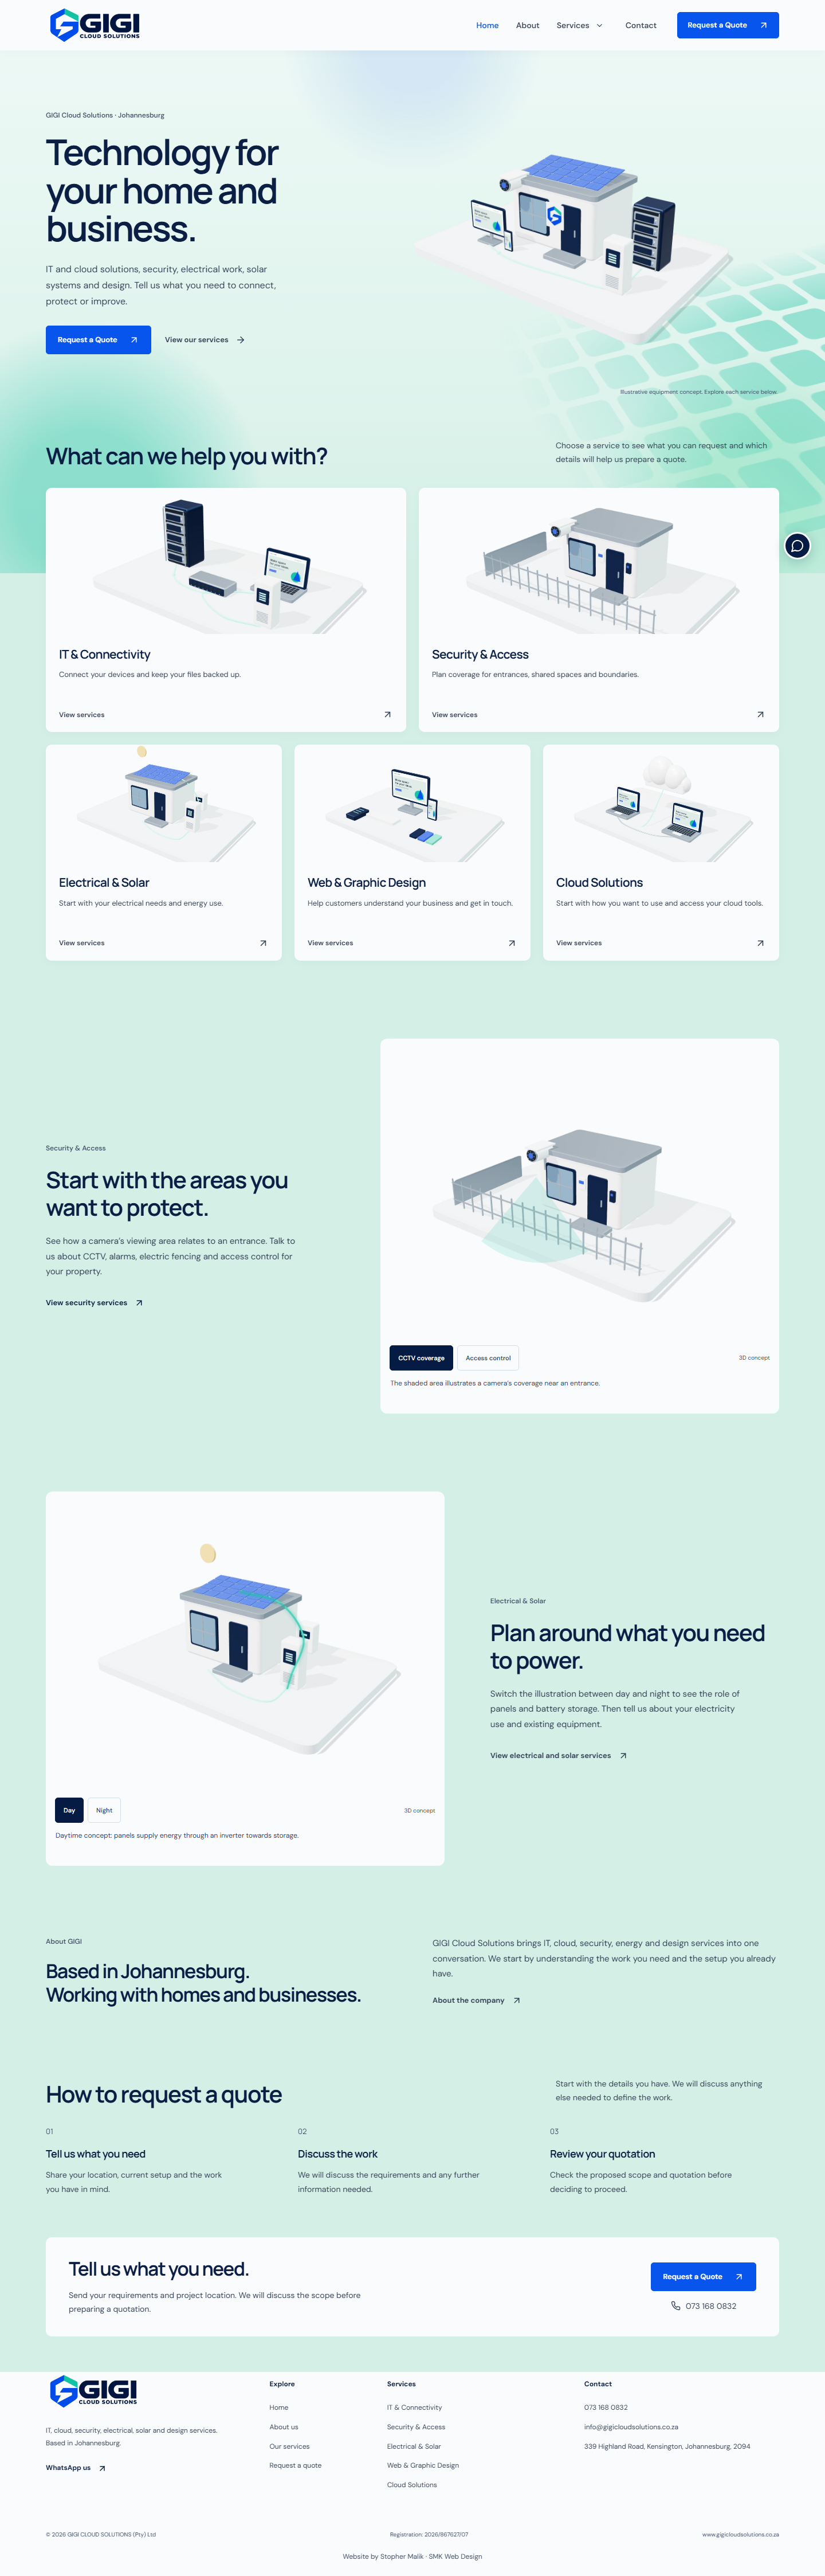 GIGI
CLOUD SOLUTIONS
Home
About
Services
Contact
Request a Quote
GIGI Cloud Solutions · Johannesburg
Technology for
your home and
business.
IT and cloud solutions, security, electrical work, solar
systems and design. Tell us what you need to connect,
protect or improve.
Request a Quote
View our services
Illustrative equipment concept. Explore each service below.
What can we help you with?
Choose a service to see what you can request and which
details will help us prepare a quote.
IT & Connectivity
Connect your devices and keep your files backed up.
View services
Security & Access
Plan coverage for entrances, shared spaces and boundaries.
View services
Electrical & Solar
Start with your electrical needs and energy use.
View services
Web & Graphic Design
Help customers understand your business and get in touch.
View services
Cloud Solutions
Start with how you want to use and access your cloud tools.
View services
Security & Access
Start with the areas you
want to protect.
See how a camera's viewing area relates to an entrance. Talk to
us about CCTV, alarms, electric fencing and access control for
your property.
View security services
CCTV coverage
Access control
3D concept
The shaded area illustrates a camera's coverage near an entrance.
Electrical & Solar
Plan around what you need
to power.
Switch the illustration between day and night to see the role of
panels and battery storage. Then tell us about your electricity
use and existing equipment.
View electrical and solar services
Day
Night
3D concept
Daytime concept: panels supply energy through an inverter towards storage.
About GIGI
Based in Johannesburg.
Working with homes and businesses.
GIGI Cloud Solutions brings IT, cloud, security, energy and design services into one
conversation. We start by understanding the work you need and the setup you already
have.
About the company
How to request a quote
Start with the details you have. We will discuss anything
else needed to define the work.
01
Tell us what you need
Share your location, current setup and the work
you have in mind.
02
Discuss the work
We will discuss the requirements and any further
information needed.
03
Review your quotation
Check the proposed scope and quotation before
deciding to proceed.
Tell us what you need.
Send your requirements and project location. We will discuss the scope before
preparing a quotation.
Request a Quote
073 168 0832
GIGI
CLOUD SOLUTIONS
IT, cloud, security, electrical, solar and design services.
Based in Johannesburg.
WhatsApp us
Explore
Home
About us
Our services
Request a quote
Services
IT & Connectivity
Security & Access
Electrical & Solar
Web & Graphic Design
Cloud Solutions
Contact
073 168 0832
info@gigicloudsolutions.co.za
339 Highland Road, Kensington, Johannesburg, 2094
© 2026 GIGI CLOUD SOLUTIONS (Pty) Ltd
Registration: 2026/867627/07
www.gigicloudsolutions.co.za
Website by Stopher Malik · SMK Web Design